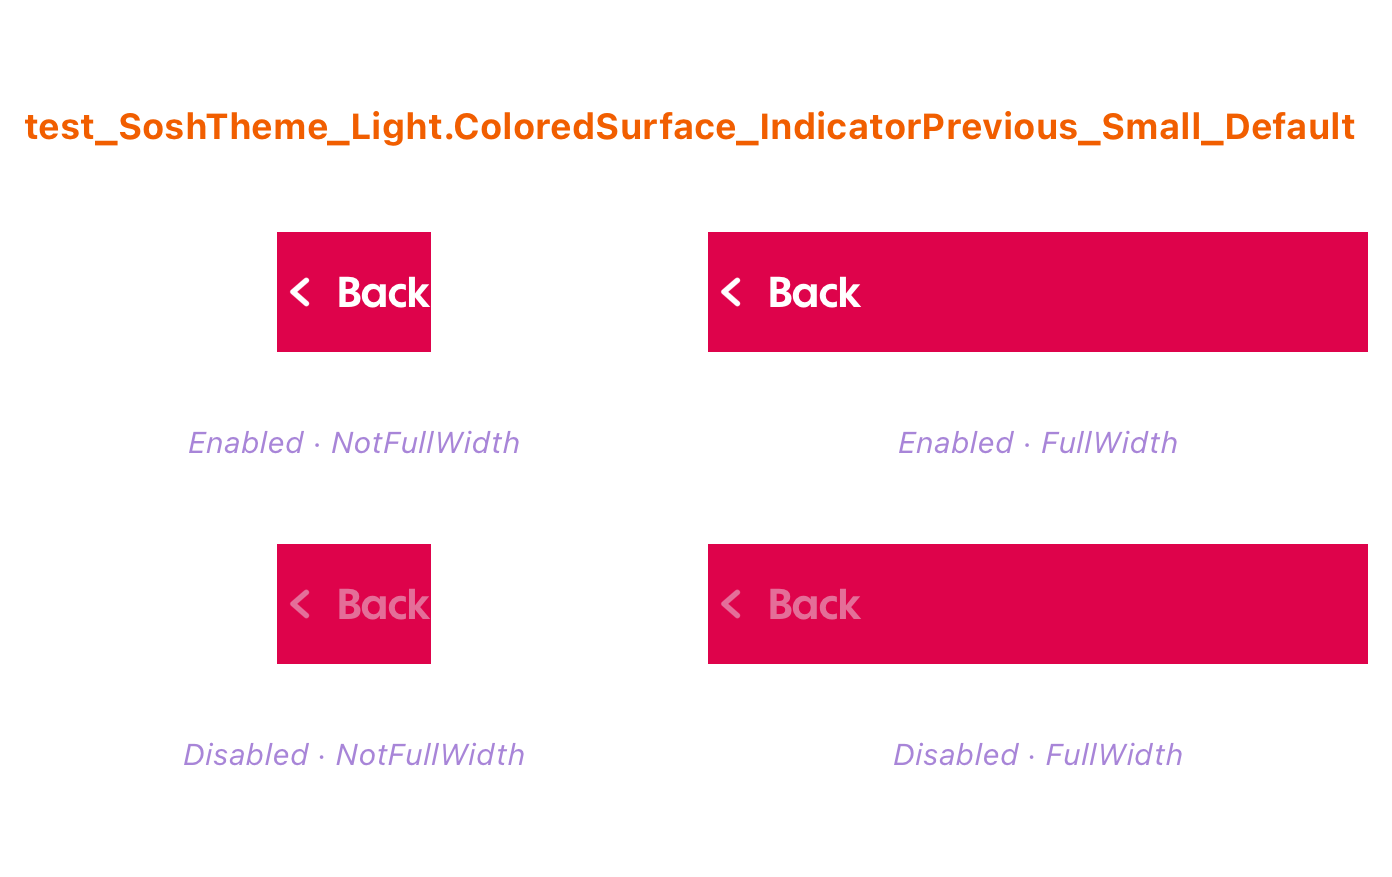 test_SoshTheme_Light.ColoredSurface_IndicatorPrevious_Small_Default
Back
Back
Enabled · NotFullWidth
Enabled · FullWidth
Back
Back
Disabled · NotFullWidth
Disabled · FullWidth